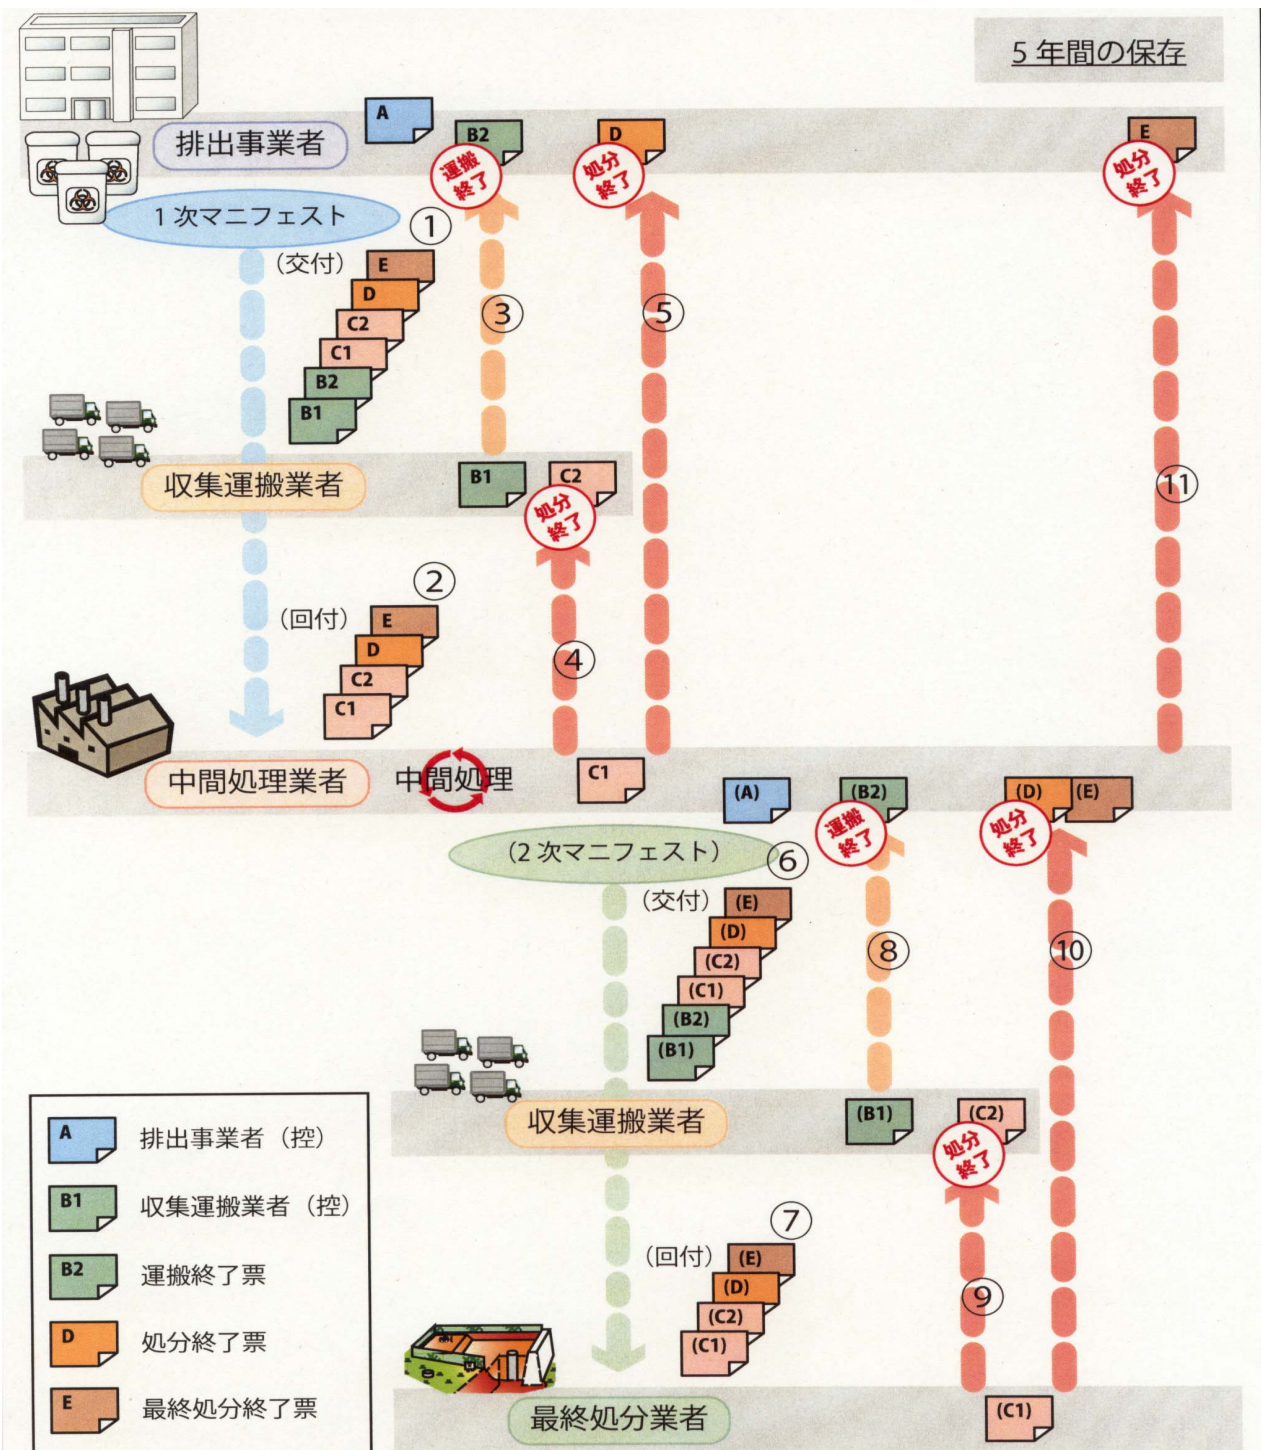 5年間の保存
A
B2
D
E
排出事業者
運搬
終了
処分
終了
処分
終了
1次マニフェスト
①
(交付)
E
D
C2
C1
B2
B1
③
⑤
⑪
収集運搬業者
B1
C2
処分
終了
②
(回付)
E
D
C2
C1
④
中間処理業者
中間処理
C1
(A)
(B2)
(D)
(E)
運搬
終了
処分
終了
(2次マニフェスト)
⑥
(交付)
(E)
(D)
(C2)
(C1)
(B2)
(B1)
⑧
⑩
収集運搬業者
(B1)
(C2)
処分
終了
⑦
(回付)
(E)
(D)
(C2)
(C1)
⑨
最終処分業者
(C1)
A 排出事業者(控)
B1 収集運搬業者(控)
B2 運搬終了票
D 処分終了票
E 最終処分終了票